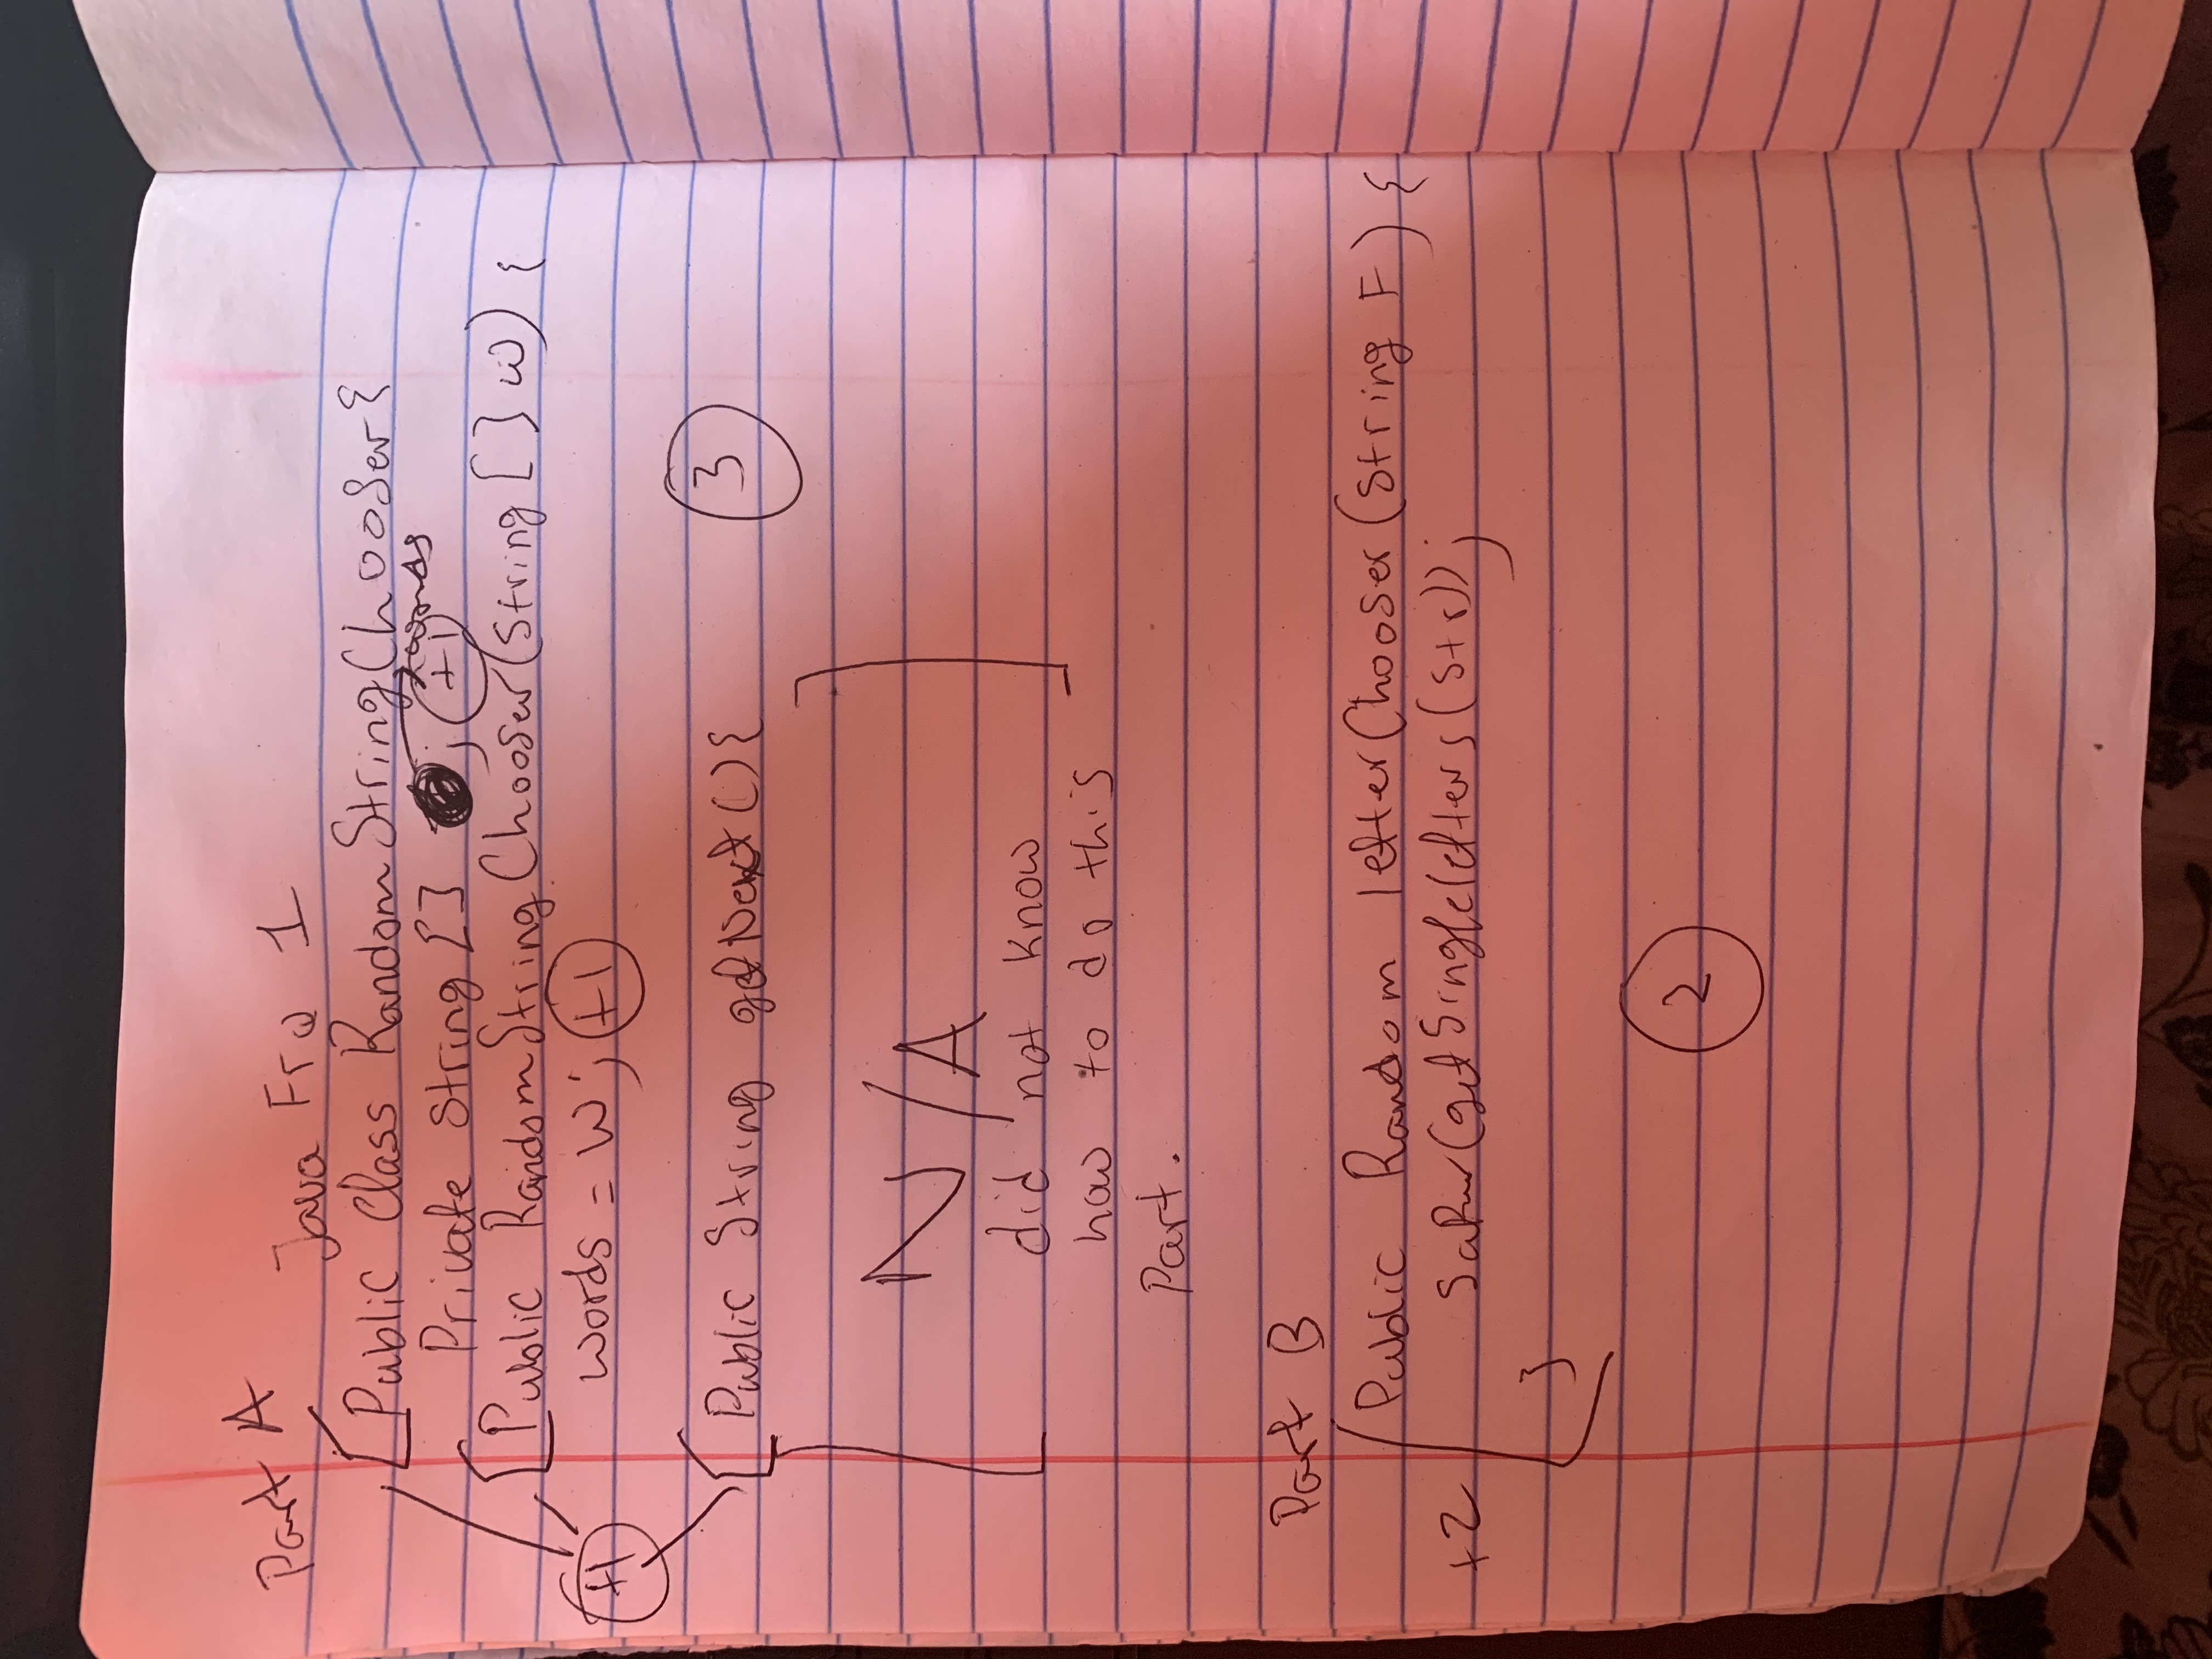 Part A
Java Frq 1
Public Class RandomStringChooser {
words
Private String [] ; +1
Public RandomStringChooser (String [] w) {
words = w; +1
+1
Public String getNext () {
3
N/A
did not know
how to do this
Part.
Part B
Public Random letterChooser (String F) {
+2
(getSingleletters (str));
}
2